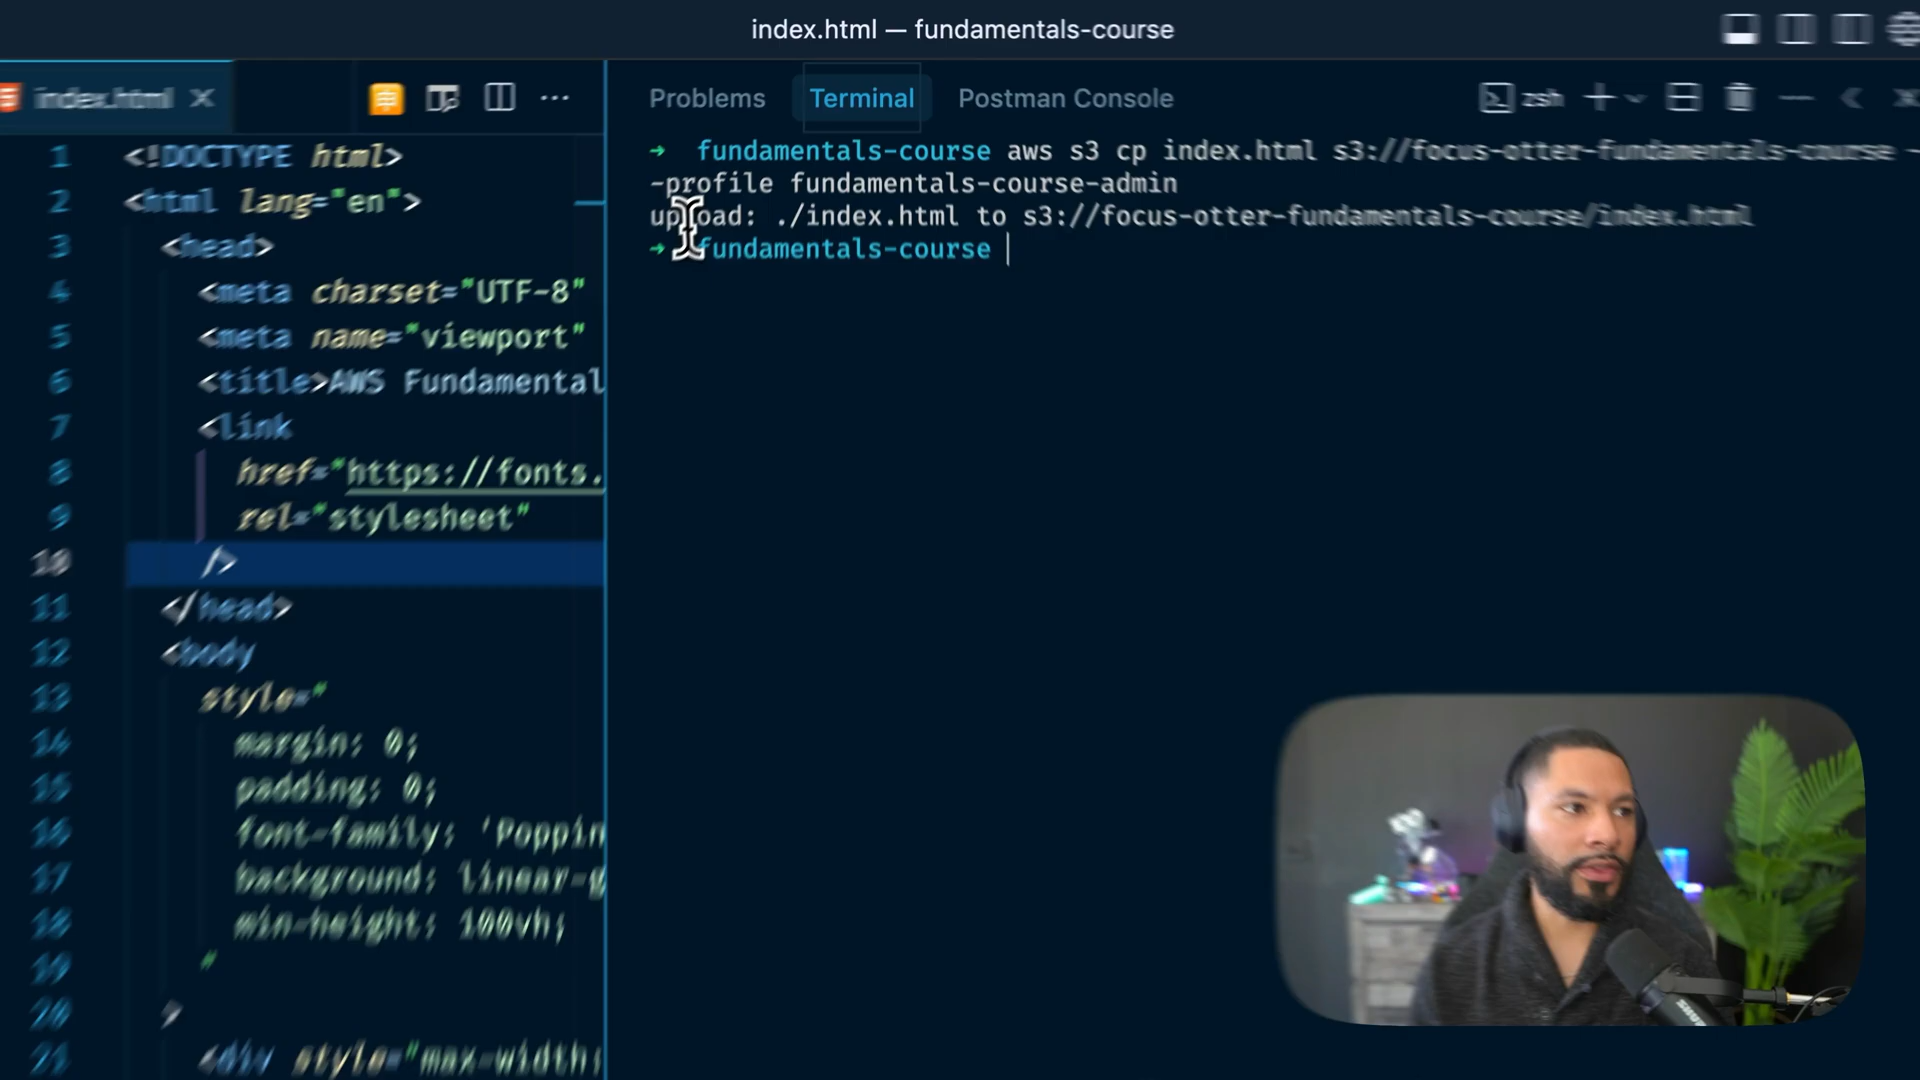 index.html — fundamentals-course
index.html
Problems Terminal Postman Console zsh
1 <!DOCTYPE html>
2 <html lang="en">
3 <head>
4 <meta charset="UTF-8"
5 <meta name="viewport"
6 <title>AWS Fundamental
7 <link
8 href="https://fonts.
9 rel="stylesheet"
10 />
11 </head>
12 <body
13 style="
14 margin: 0;
15 padding: 0;
16 font-family: 'Poppin
17 background: linear-g
18 min-height: 100vh;
19 "
20 >
21 <div style="max-width:
→ fundamentals-course aws s3 cp index.html s3://focus-otter-fundamentals-course -
-profile fundamentals-course-admin
upload: ./index.html to s3://focus-otter-fundamentals-course/index.html
→ fundamentals-course